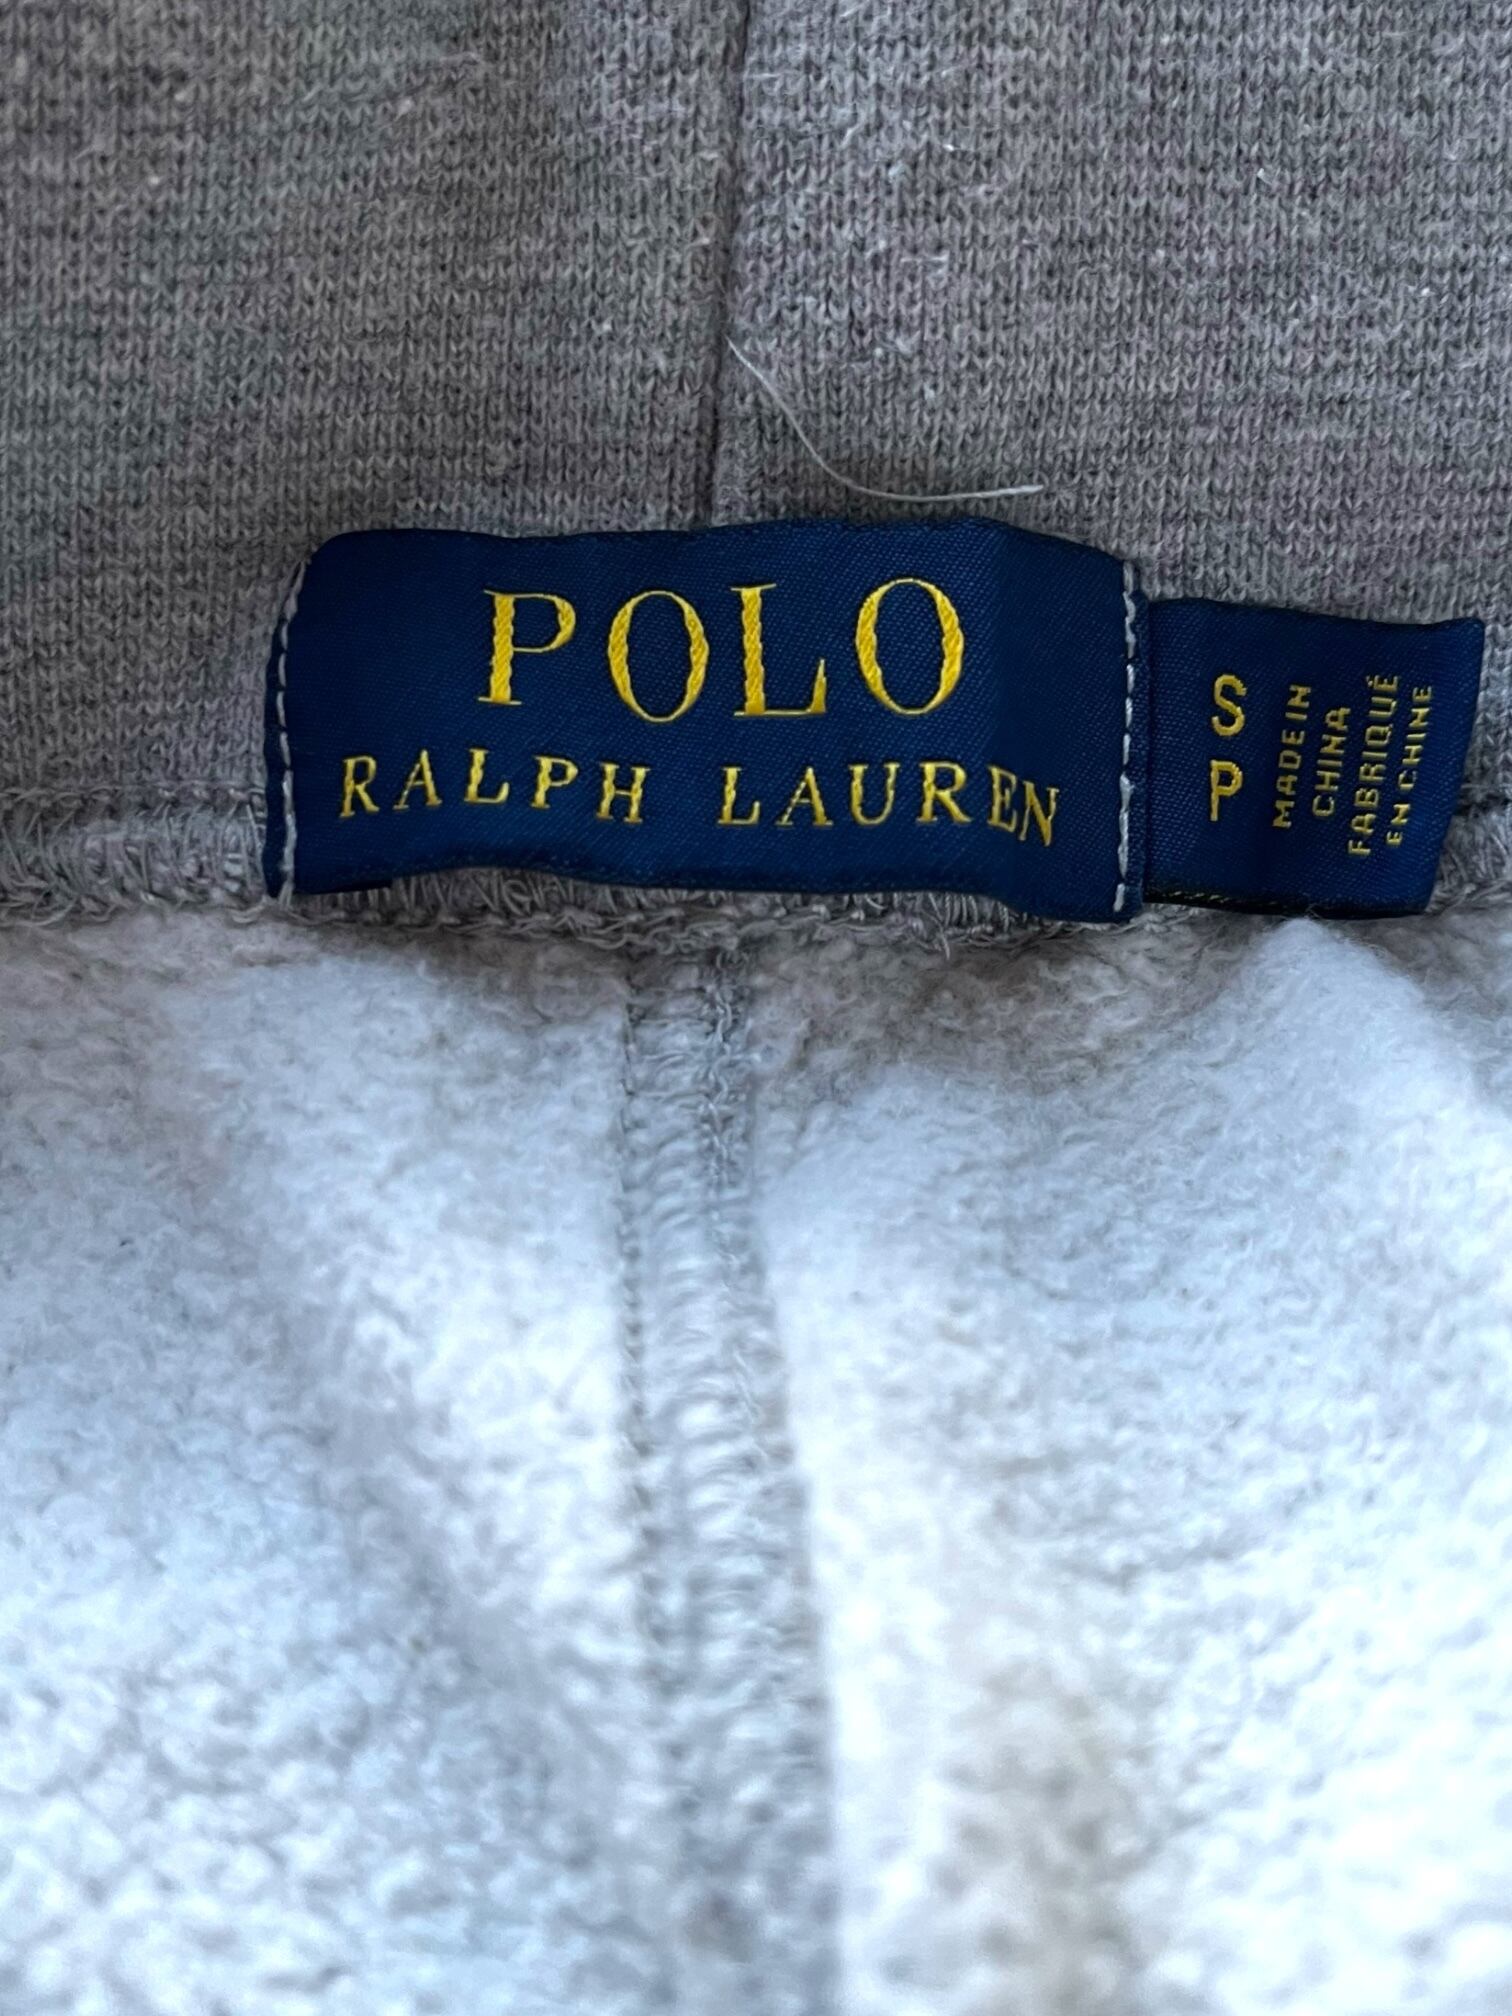 POLO
RALPH LAUREN
S
P
MADE IN
CHINA
FABRIQUÉ
EN CHINE